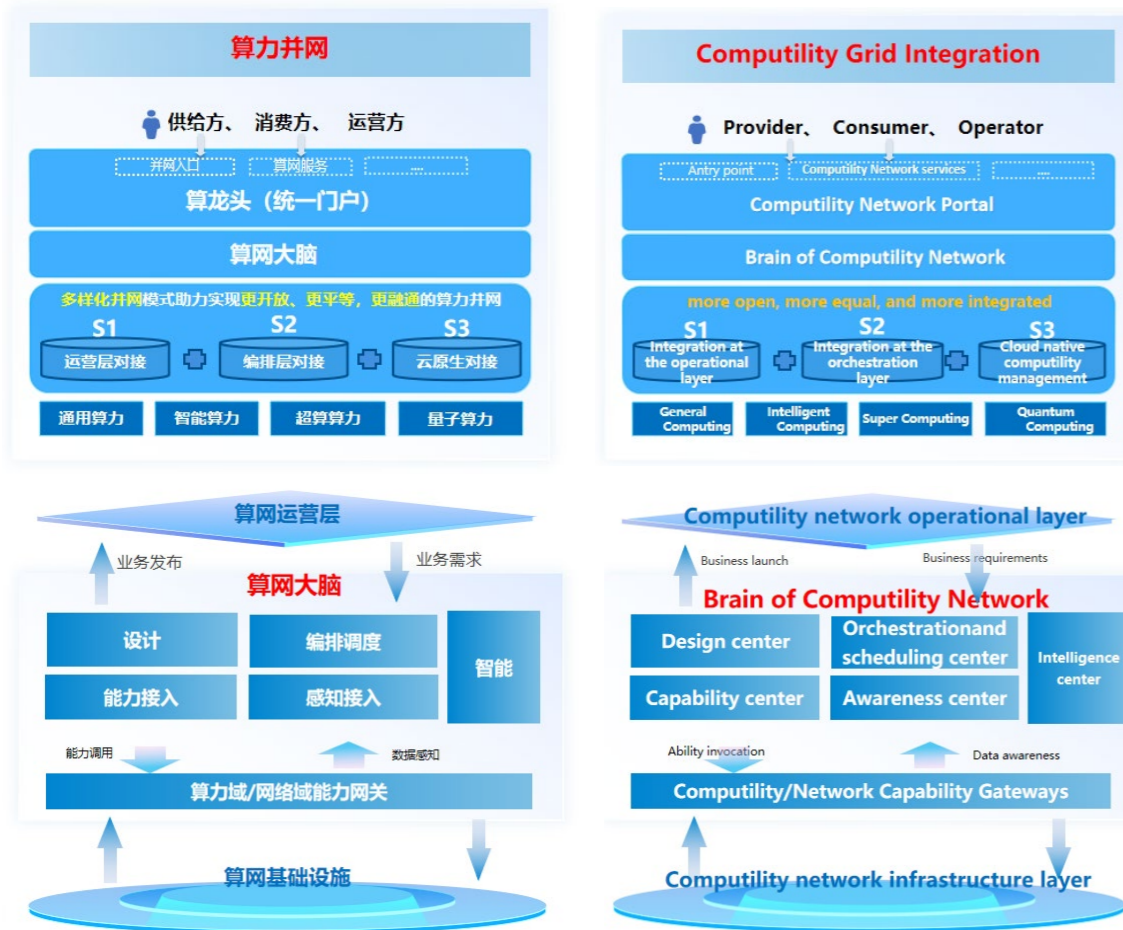 算力并网
供给方、 消费方、 运营方
并网入口 算网服务 ....
算龙头（统一门户）
算网大脑
多样化并网模式助力实现更开放、更平等，更融通的算力并网
S1 S2 S3
运营层对接 编排层对接 云原生对接
通用算力 智能算力 超算算力 量子算力
Computility Grid Integration
Provider、 Consumer、 Operator
Antry point Computility Network services ....
Computility Network Portal
Brain of Computility Network
more open, more equal, and more integrated
S1 S2 S3
Integration at
the operational
layer
Integration at the
orchestration
layer
Cloud native
computility
management
General
Computing
Intelligent
Computing
Super Computing
Quantum
Computing
算网运营层
业务发布 业务需求
算网大脑
设计 编排调度
智能
能力接入 感知接入
能力调用 数据感知
算力域/网络域能力网关
算网基础设施
Computility network operational layer
Business launch Business requirements
Brain of Computility Network
Design center
Orchestrationand
scheduling center
Intelligence
center
Capability center Awareness center
Ability invocation Data awareness
Computility/Network Capability Gateways
Computility network infrastructure layer